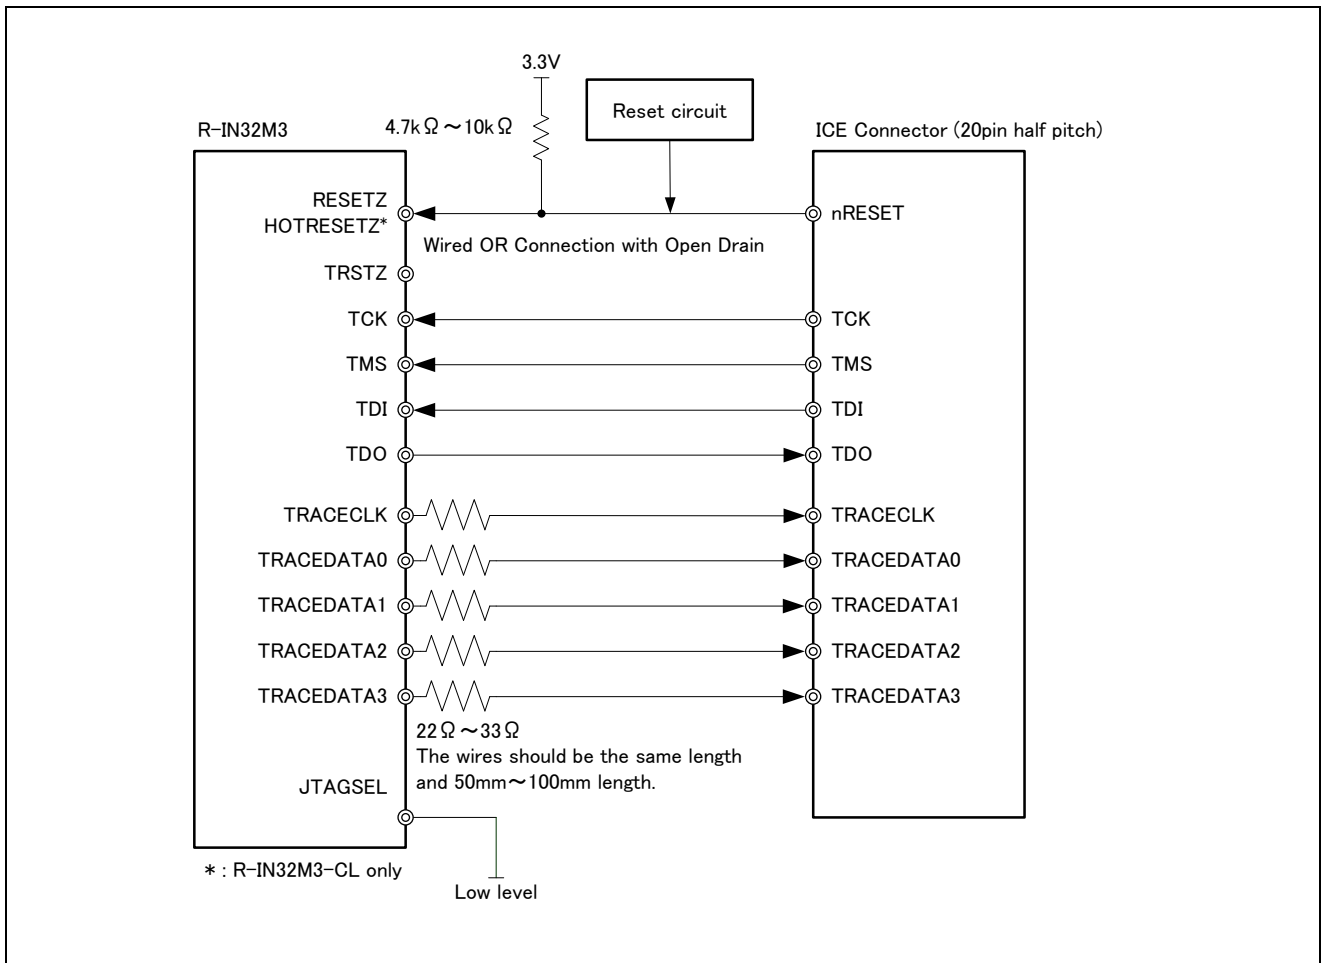 3.3V
Reset circuit
R-IN32M3
4.7kΩ～10kΩ
ICE Connector (20pin half pitch)
RESETZ
HOTRESETZ*
nRESET
Wired OR Connection with Open Drain
TRSTZ
TCK
TCK
TMS
TMS
TDI
TDI
TDO
TDO
TRACECLK
TRACECLK
TRACEDATA0
TRACEDATA0
TRACEDATA1
TRACEDATA1
TRACEDATA2
TRACEDATA2
TRACEDATA3
TRACEDATA3
22Ω～33Ω
The wires should be the same length
and 50mm～100mm length.
JTAGSEL
* : R-IN32M3-CL only
Low level